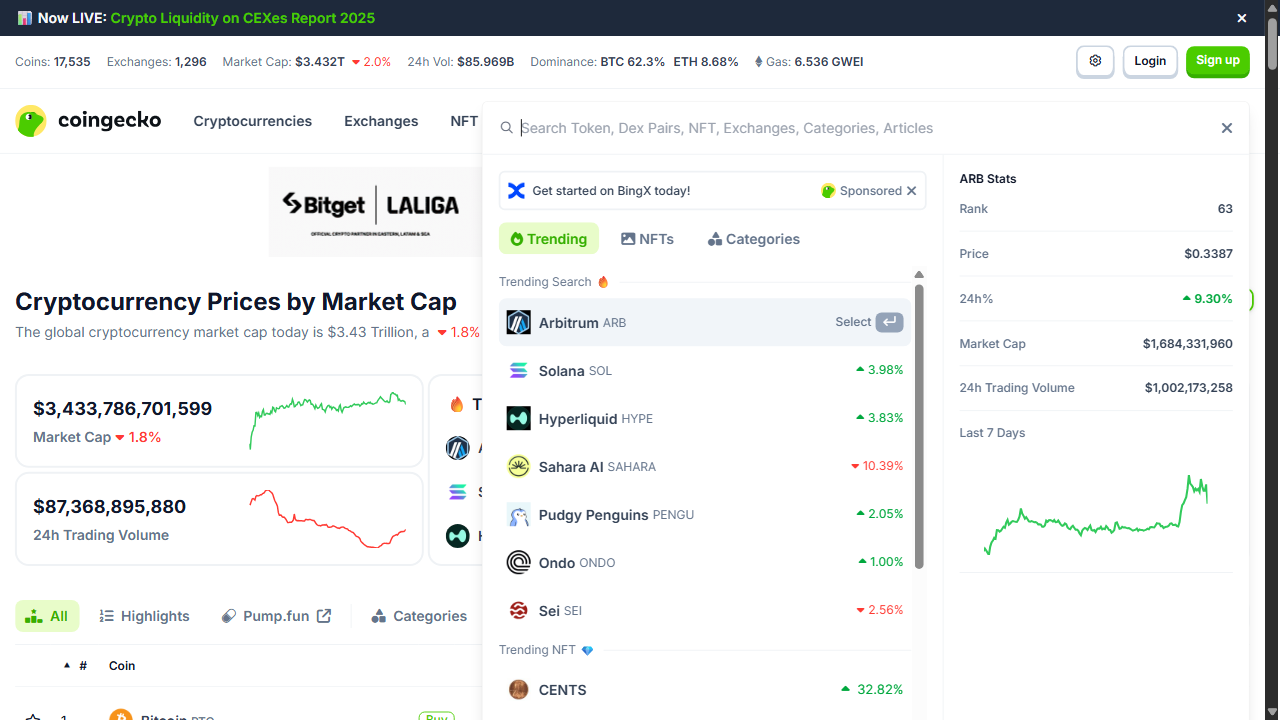 Now LIVE: Crypto Liquidity on CEXes Report 2025
Coins: 17,535 Exchanges: 1,296 Market Cap: $3.432T 2.0% 24h Vol: $85.969B Dominance: BTC 62.3% ETH 8.68% Gas: 6.536 GWEI
Login
Sign up
coingecko
Cryptocurrencies
Exchanges
NFT
Search Token, Dex Pairs, NFT, Exchanges, Categories, Articles
Bitget LALIGA
OFFICIAL CRYPTO PARTNER IN EASTERN, LATAM & SEA
Get started on BingX today!
Sponsored
Trending
NFTs
Categories
Trending Search
Arbitrum ARB Select
Solana SOL 3.98%
Hyperliquid HYPE 3.83%
Sahara AI SAHARA 10.39%
Pudgy Penguins PENGU 2.05%
Ondo ONDO 1.00%
Sei SEI 2.56%
Trending NFT
CENTS 32.82%
ARB Stats
Rank 63
Price $0.3387
24h% 9.30%
Market Cap $1,684,331,960
24h Trading Volume $1,002,173,258
Last 7 Days
Cryptocurrency Prices by Market Cap
The global cryptocurrency market cap today is $3.43 Trillion, a 1.8%
$3,433,786,701,599
Market Cap 1.8%
$87,368,895,880
24h Trading Volume
All
Highlights
Pump.fun
Categories
# Coin
1 Bitcoin BTC Buy